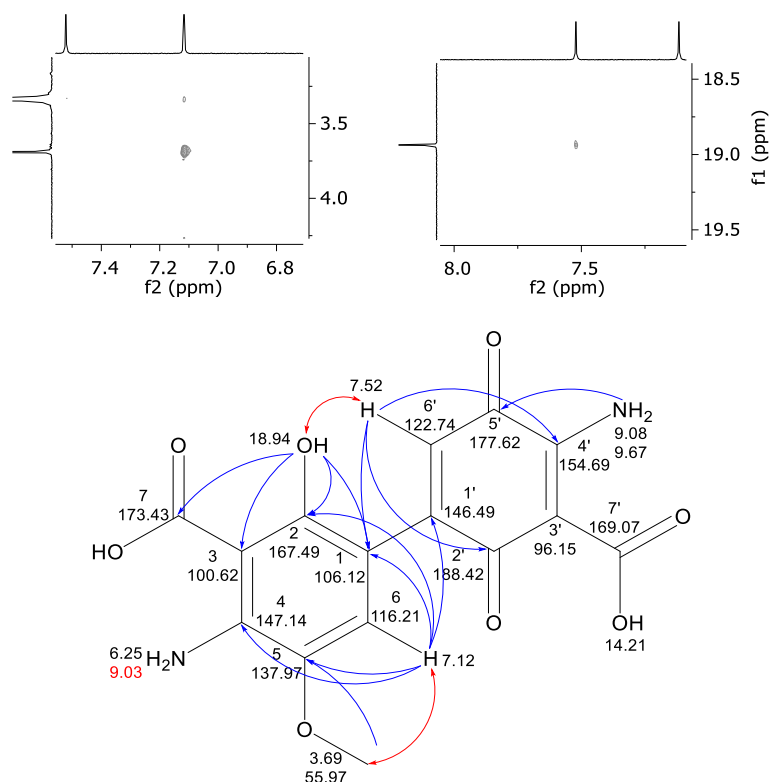 3.5
4.0
7.4 7.2 7.0 6.8
f2 (ppm)
18.5
19.0
19.5
f1 (ppm)
8.0 7.5
f2 (ppm)
O
7.52
H
6'
122.74
5'
177.62
NH2
9.08
9.67
4'
154.69
18.94
OH
O
7
173.43
HO
1'
146.49
7'
169.07
O
3'
96.15
2
167.49
1
106.12
2'
188.42
3
100.62
4
147.14
6
116.21
O
OH
14.21
6.25
9.03
H2N
5
137.97
H
7.12
O
3.69
55.97